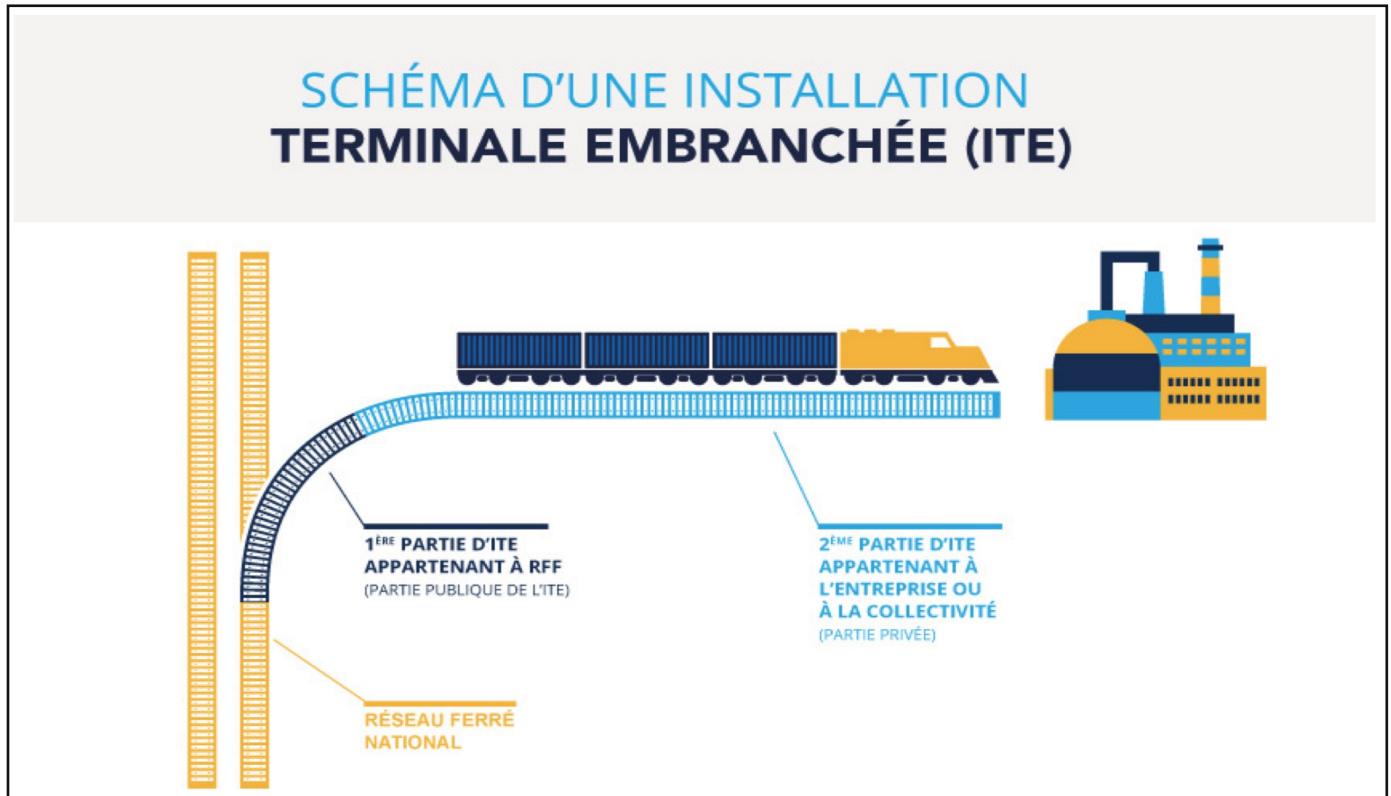 SCHÉMA D'UNE INSTALLATION
TERMINALE EMBRANCHÉE (ITE)
1ÈRE PARTIE D'ITE
APPARTENANT À RFF
(PARTIE PUBLIQUE DE L'ITE)
2ÈME PARTIE D'ITE
APPARTENANT À
L'ENTREPRISE OU
À LA COLLECTIVITÉ
(PARTIE PRIVÉE)
RÉSEAU FERRÉ
NATIONAL